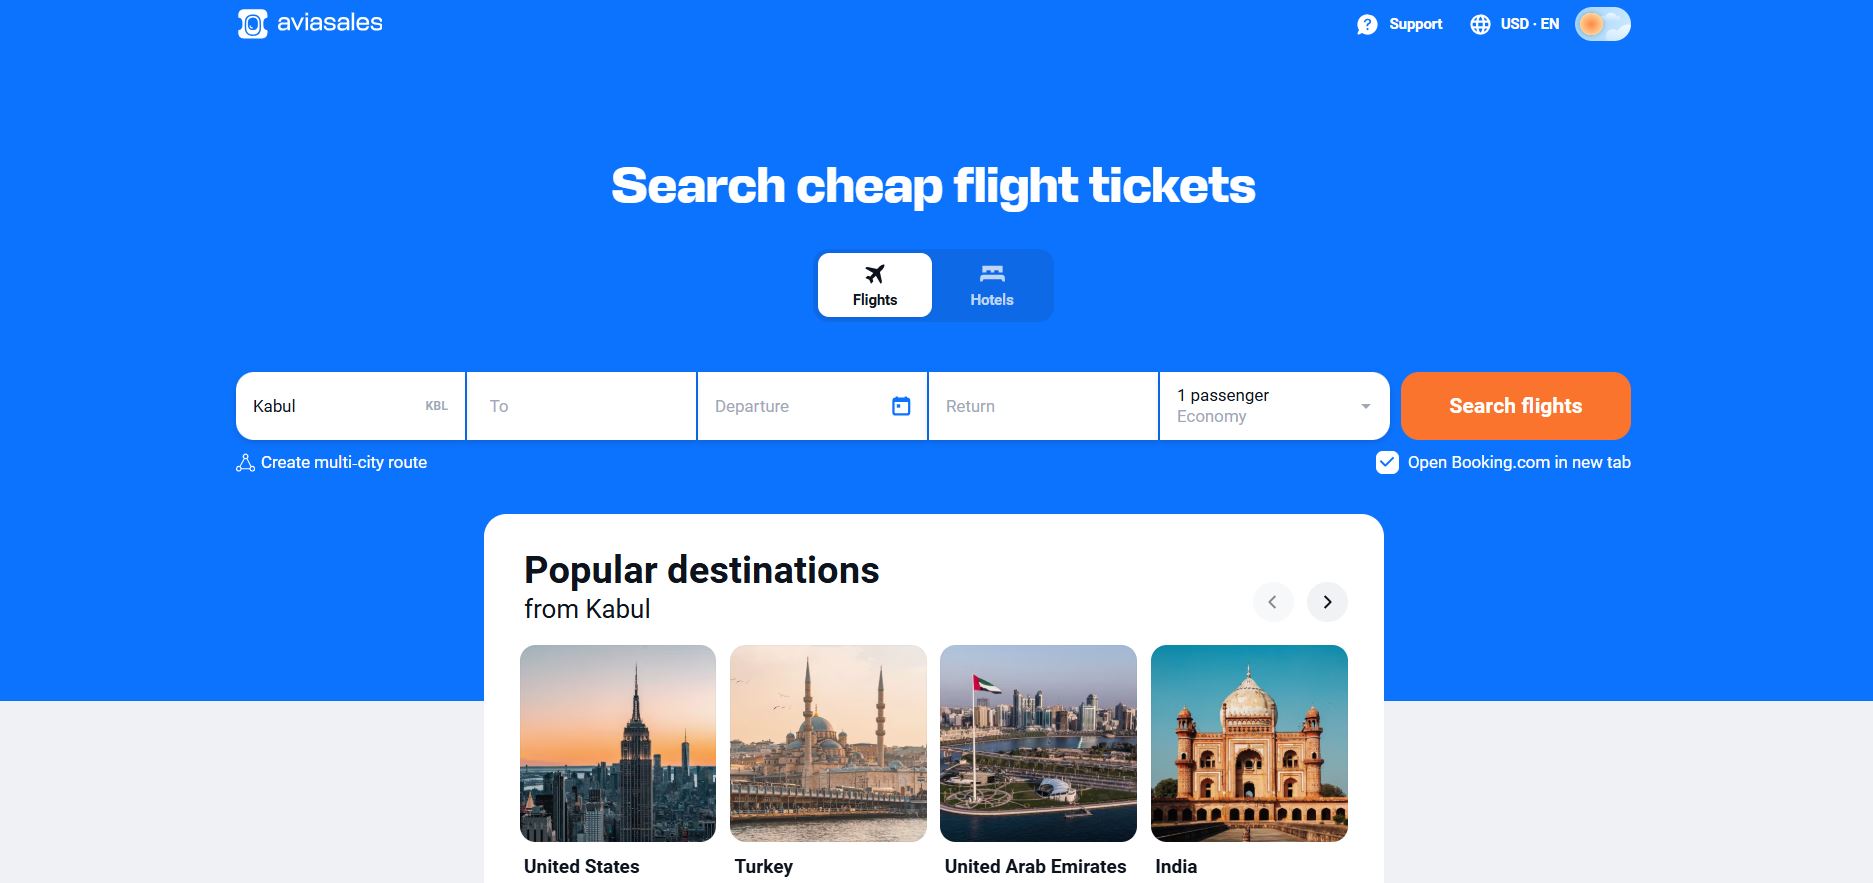 aviasales
Support
USD · EN
Search cheap flight tickets
Flights
Hotels
Kabul KBL
To
Departure
Return
1 passenger
Economy
Search flights
Create multi-city route
Open Booking.com in new tab
Popular destinations
from Kabul
United States
Turkey
United Arab Emirates
India